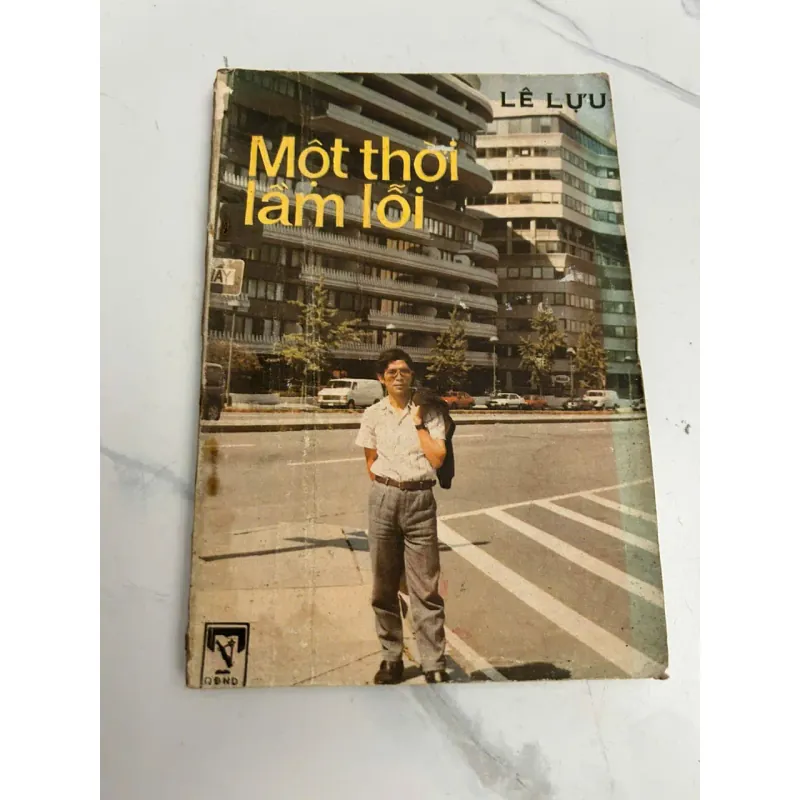 LÊ LỰU
Một thời
lầm lỗi
QĐND